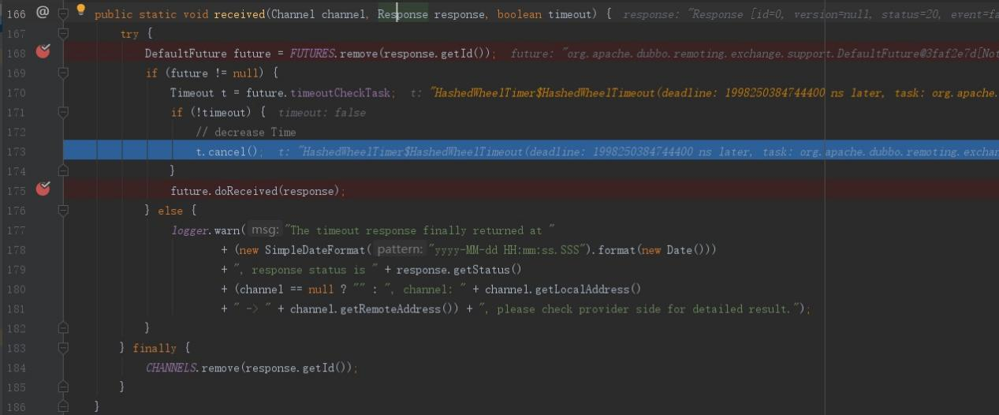 166 @ public static void received(Channel channel, Response response, boolean timeout) { response: "Response [id=0, version=null, status=20, event=fa
167 try {
168 DefaultFuture future = FUTURES.remove(response.getId()); future: "org.apache.dubbo.remoting.exchange.support.DefaultFuture@3faf2e7d[Not
169 if (future != null) {
170 Timeout t = future.timeoutCheckTask; t: "HashedWheelTimer$HashedWheelTimeout(deadline: 1998250384744400 ns later, task: org.apache.
171 if (!timeout) { timeout: false
172 // decrease Time
173 t.cancel(); t: "HashedWheelTimer$HashedWheelTimeout(deadline: 1998250384744400 ns later, task: org.apache.dubbo.remoting.exchan
174 }
175 future.doReceived(response);
176 } else {
177 logger.warn( msg: "The timeout response finally returned at "
178 + (new SimpleDateFormat( pattern: "yyyy-MM-dd HH:mm:ss.SSS").format(new Date()))
179 + ", response status is " + response.getStatus()
180 + (channel == null ? "" : ", channel: " + channel.getLocalAddress()
181 + " -> " + channel.getRemoteAddress()) + ", please check provider side for detailed result.");
182 }
183 } finally {
184 CHANNELS.remove(response.getId());
185 }
186 }